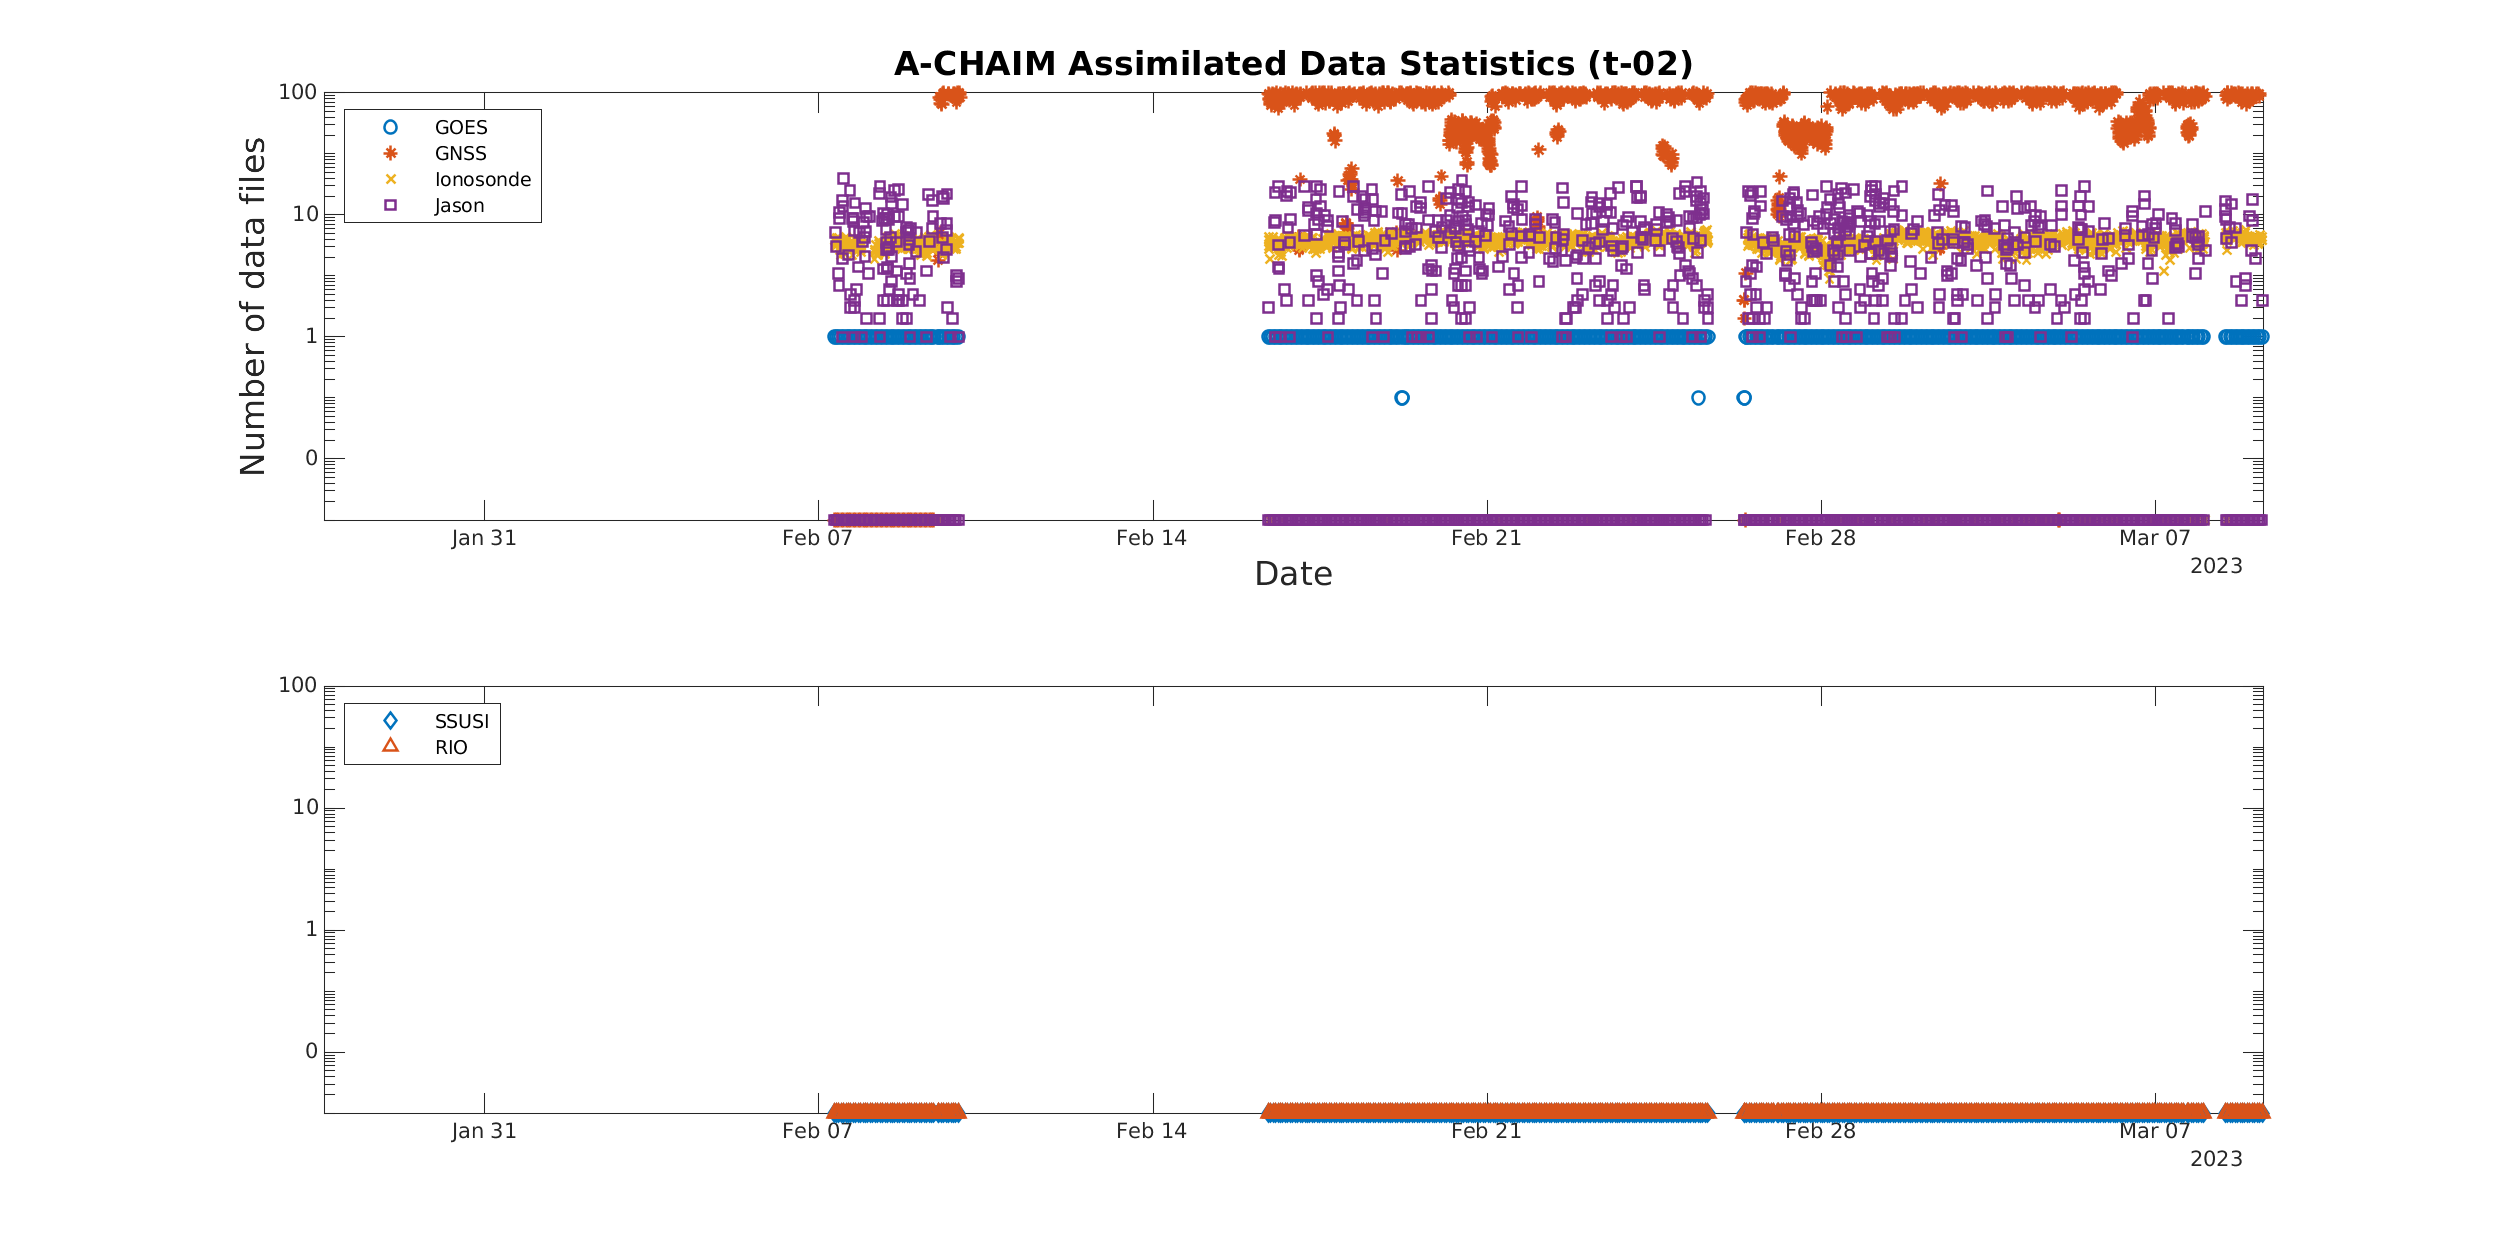 A-CHAIM Assimilated Data Statistics (t-02)
100
10
1
0
Number of data files
GOES
GNSS
Ionosonde
Jason
Jan 31
Feb 07
Feb 14
Feb 21
Feb 28
Mar 07
2023
Date
100
10
1
0
SSUSI
RIO
Jan 31
Feb 07
Feb 14
Feb 21
Feb 28
Mar 07
2023